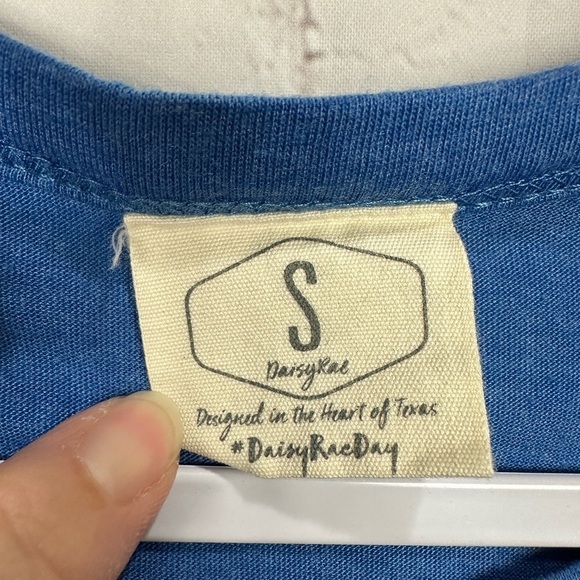 S
DaisyRae
Designed in the Heart of Texas
#DaisyRaeDay